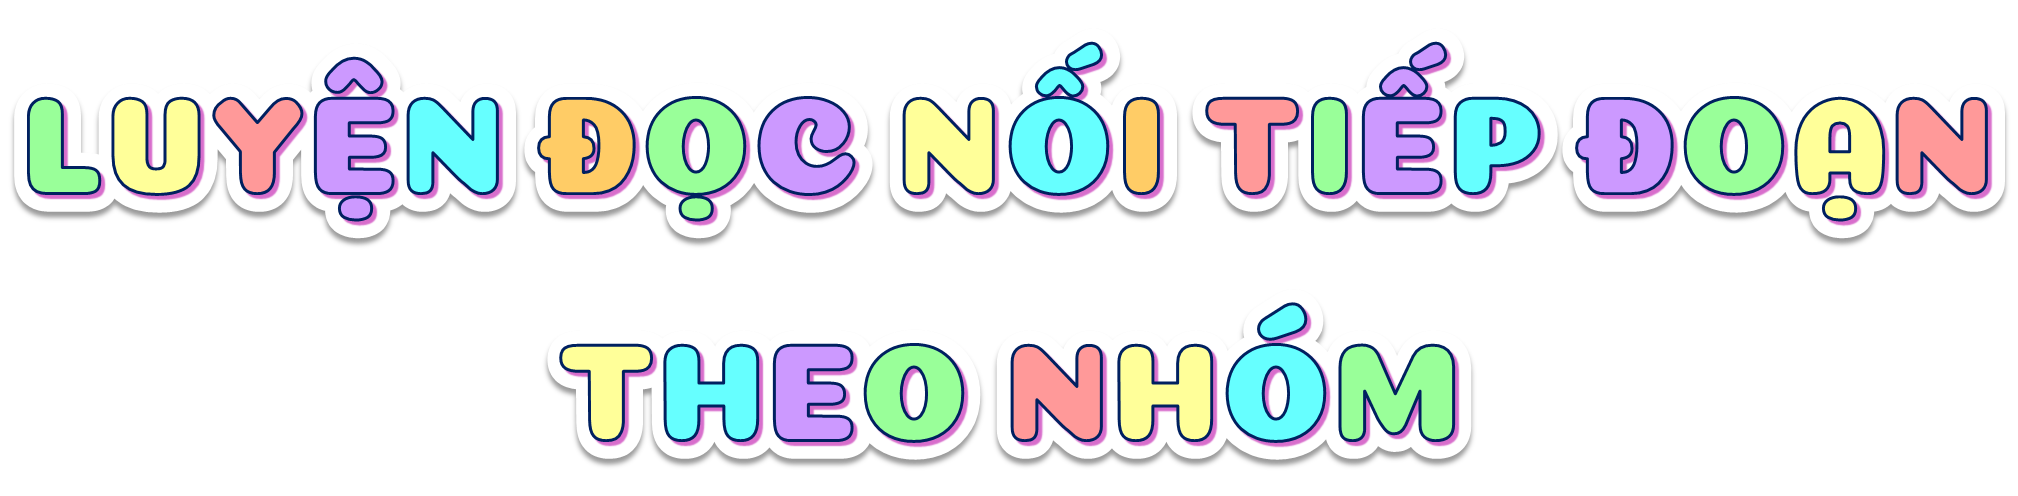 LUYỆN ĐỌC NỐI TIẾP ĐOẠN
THEO NHÓM